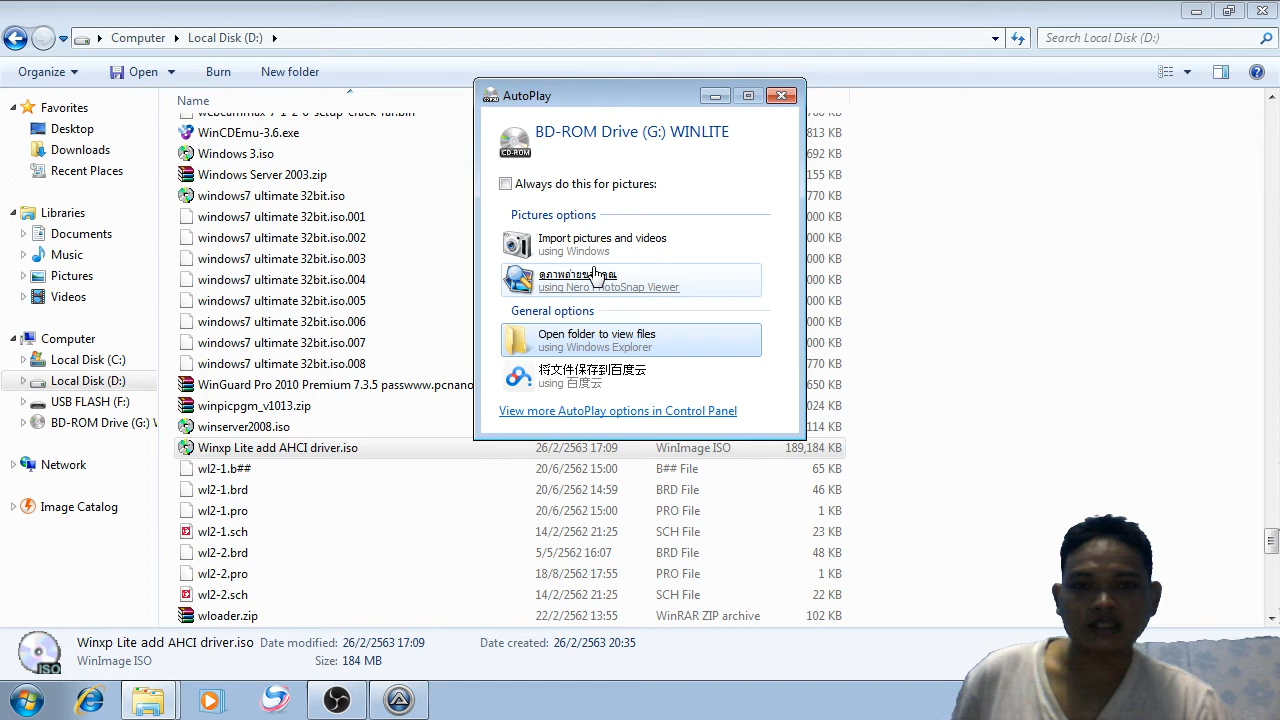 Computer
Local Disk (D:)
Search Local Disk (D:)
Organize
Open
Burn
New folder
Favorites
Desktop
Downloads
Recent Places
Libraries
Documents
Music
Pictures
Videos
Computer
Local Disk (C:)
Local Disk (D:)
USB FLASH (F:)
BD-ROM Drive (G:) W
Network
Image Catalog
Name
WinCDEmu-3.6.exe 813 KB
Windows 3.iso 692 KB
Windows Server 2003.zip 155 KB
windows7 ultimate 32bit.iso 770 KB
windows7 ultimate 32bit.iso.001 000 KB
windows7 ultimate 32bit.iso.002 000 KB
windows7 ultimate 32bit.iso.003 000 KB
windows7 ultimate 32bit.iso.004 000 KB
windows7 ultimate 32bit.iso.005 000 KB
windows7 ultimate 32bit.iso.006 000 KB
windows7 ultimate 32bit.iso.007 000 KB
windows7 ultimate 32bit.iso.008 000 KB
WinGuard Pro 2010 Premium 7.3.5 passwww.pcnano
winpicpgm_v1013.zip 024 KB
winserver2008.iso 114 KB
Winxp Lite add AHCI driver.iso 26/2/2563 17:09 WinImage ISO 189,184 KB
wl2-1.b## 20/6/2562 15:00 B## File 65 KB
wl2-1.brd 20/6/2562 14:59 BRD File 46 KB
wl2-1.pro 20/6/2562 15:00 PRO File 1 KB
wl2-1.sch 14/2/2562 21:25 SCH File 23 KB
wl2-2.brd 5/5/2562 16:07 BRD File 48 KB
wl2-2.pro 18/8/2562 17:55 PRO File 1 KB
wl2-2.sch 14/2/2562 21:25 SCH File 22 KB
wloader.zip 22/2/2562 13:55 WinRAR ZIP archive 102 KB
AutoPlay
BD-ROM Drive (G:) WINLITE
CD-ROM
Always do this for pictures:
Pictures options
Import pictures and videos
using Windows
using Nero PhotoSnap Viewer
General options
Open folder to view files
using Windows Explorer
将文件保存到百度云
using 百度云
View more AutoPlay options in Control Panel
Winxp Lite add AHCI driver.iso Date modified: 26/2/2563 17:09 Date created: 26/2/2563 20:35
WinImage ISO Size: 184 MB
ISO